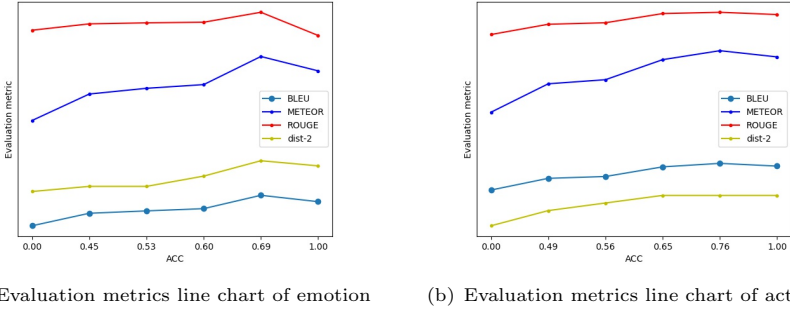 Evaluation metric
BLEU
METEOR
ROUGE
dist-2
0.00 0.45 0.53 0.60 0.69 1.00
ACC
Evaluation metrics line chart of emotion
Evaluation metric
BLEU
METEOR
ROUGE
dist-2
0.00 0.49 0.56 0.65 0.76 1.00
ACC
(b) Evaluation metrics line chart of act